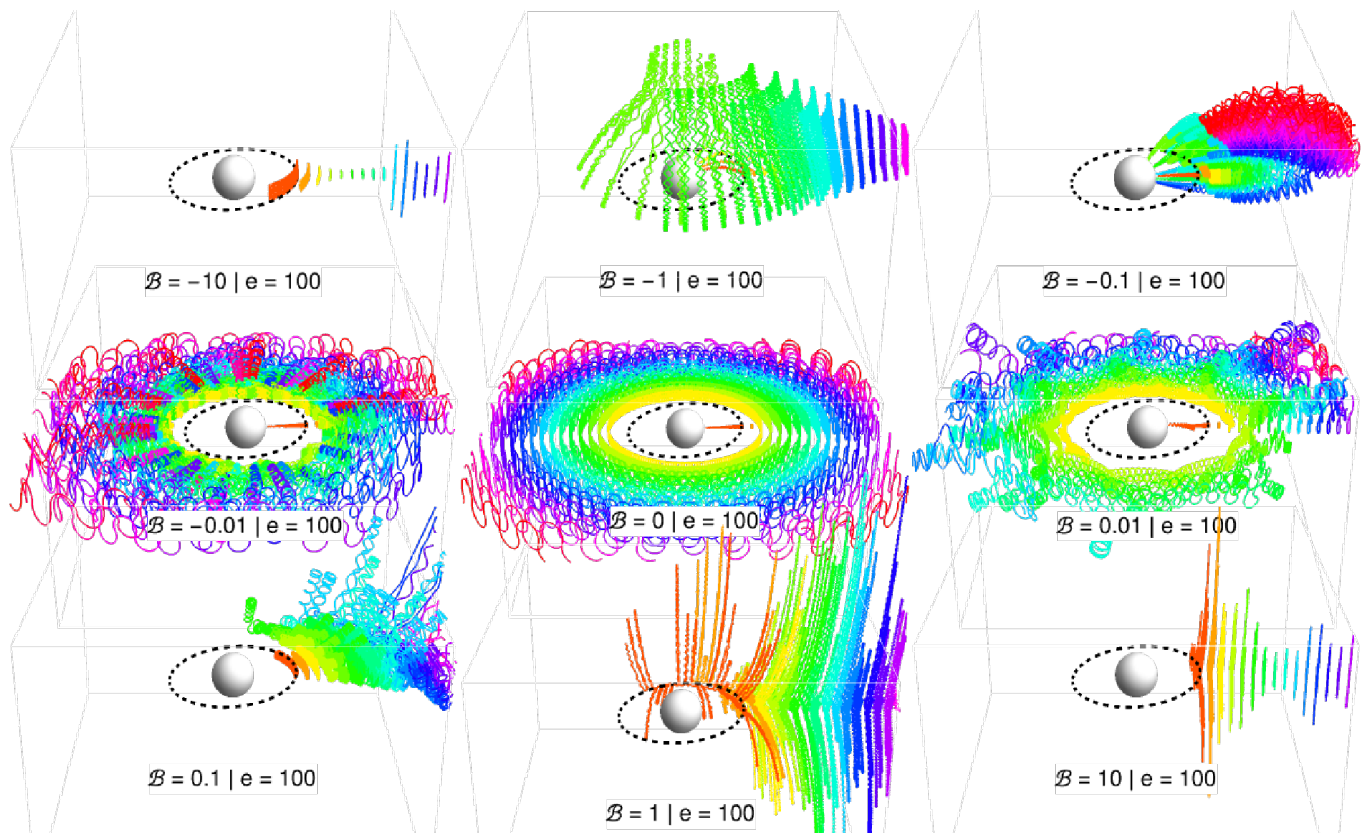 ℬ = −10 | e = 100
ℬ = −1 | e = 100
ℬ = −0.1 | e = 100
ℬ = −0.01 | e = 100
ℬ = 0 | e = 100
ℬ = 0.01 | e = 100
ℬ = 0.1 | e = 100
ℬ = 1 | e = 100
ℬ = 10 | e = 100